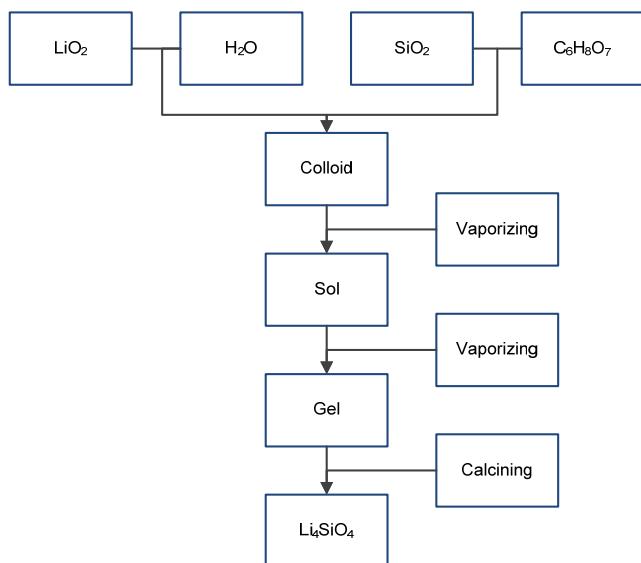 LiO₂
H₂O
SiO₂
C₆H₈O₇
Colloid
Vaporizing
Sol
Vaporizing
Gel
Calcining
Li₄SiO₄